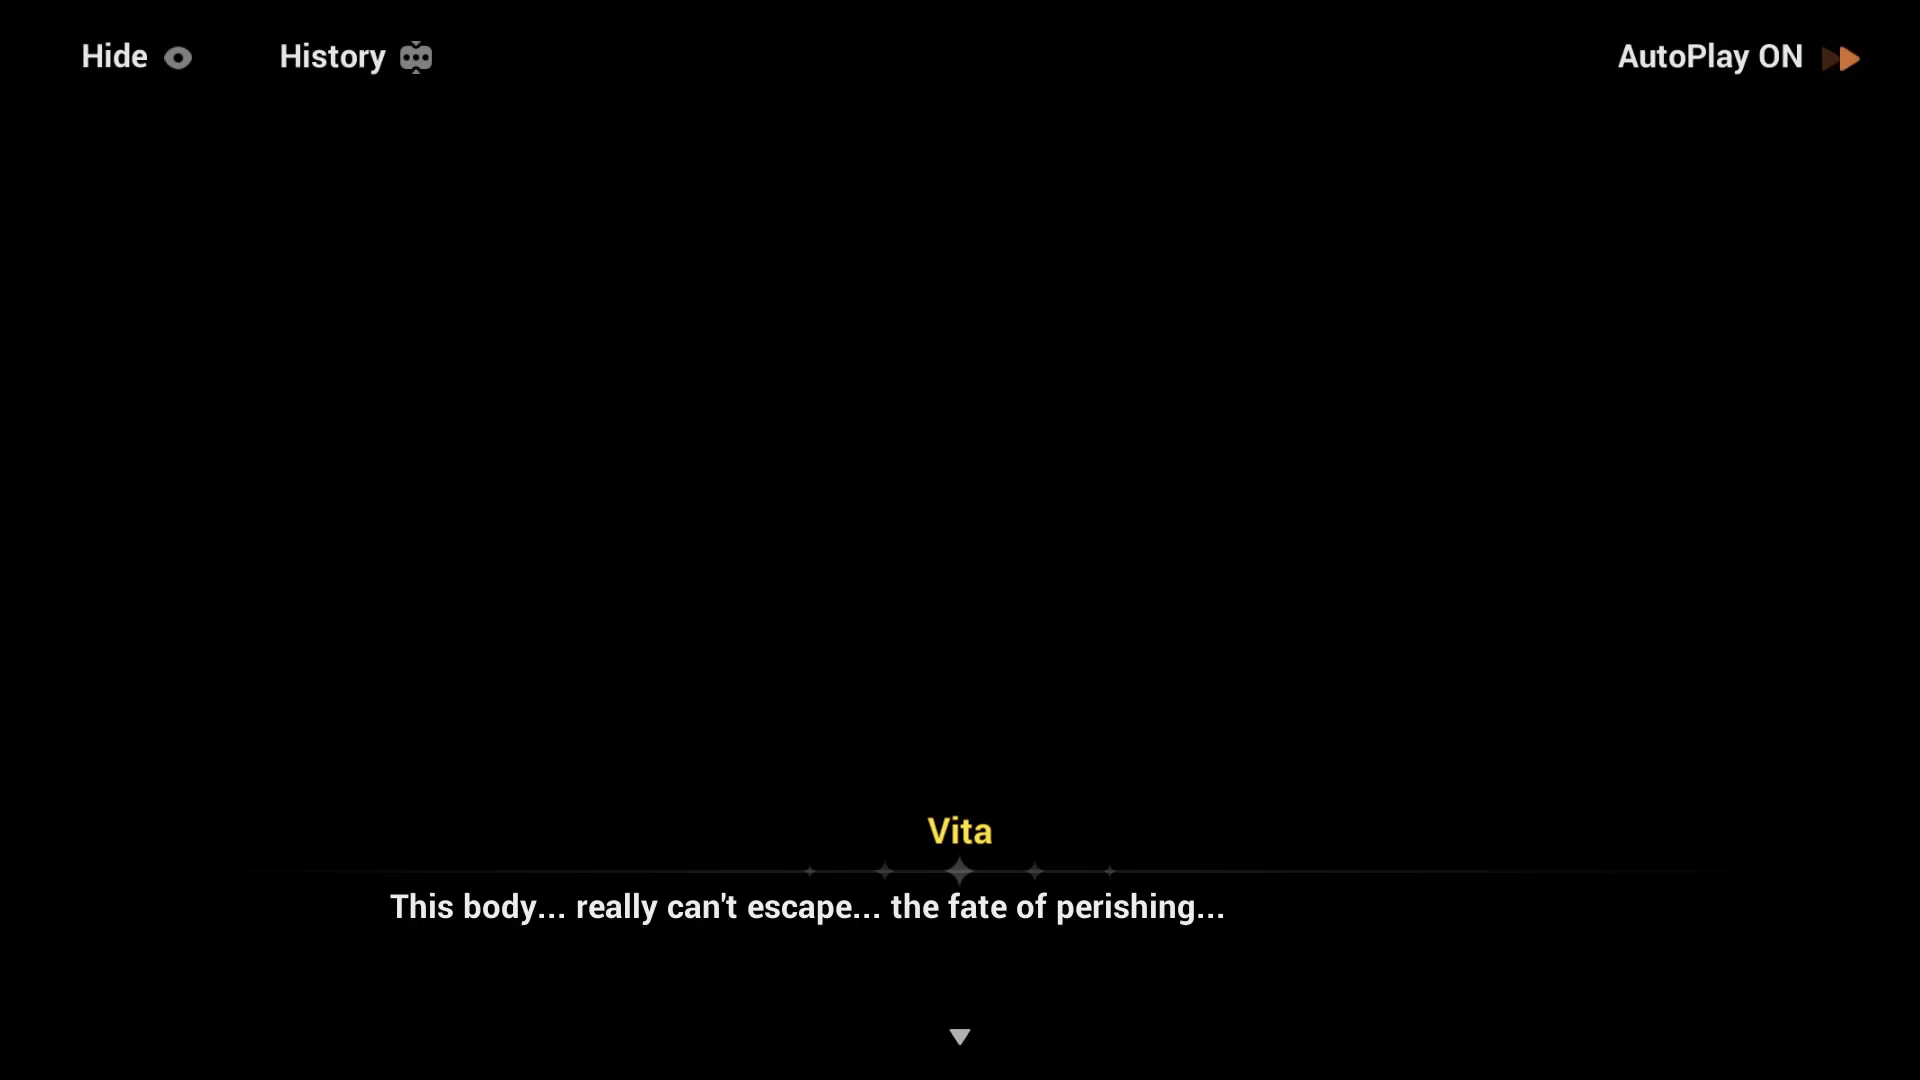 Hide
History
AutoPlay ON
Vita
This body... really can't escape... the fate of perishing...